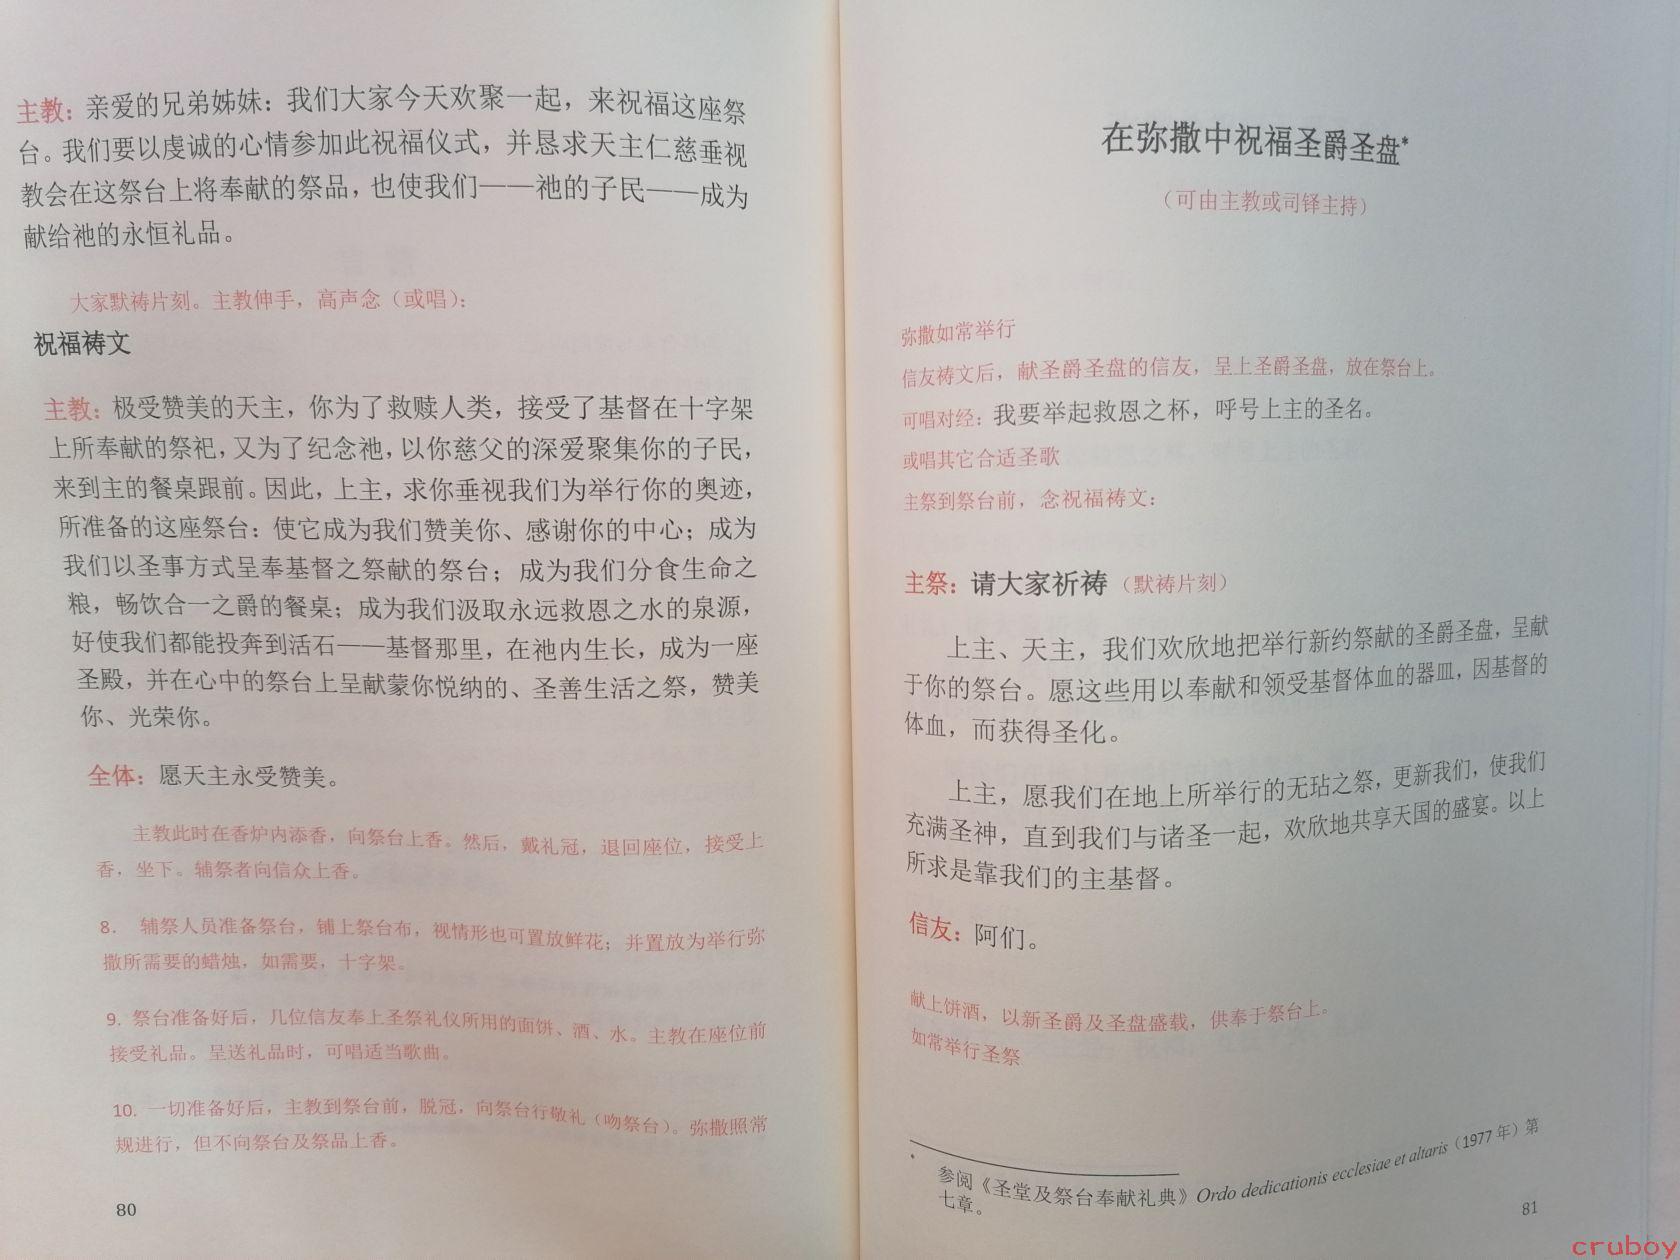 主教：亲爱的兄弟姊妹：我们大家今天欢聚一起，来祝福这座祭
台。我们要以虔诚的心情参加此祝福仪式，并恳求天主仁慈垂视
教会在这祭台上将奉献的祭品，也使我们——祂的子民——成为
献给祂的永恒礼品。
大家默祷片刻。主教伸手，高声念（或唱）：
祝福祷文
主教：极受赞美的天主，你为了救赎人类，接受了基督在十字架
上所奉献的祭祀，又为了纪念祂，以你慈父的深爱聚集你的子民，
来到主的餐桌跟前。因此，上主，求你垂视我们为举行你的奥迹，
所准备的这座祭台：使它成为我们赞美你、感谢你的中心；成为
我们以圣事方式呈奉基督之祭献的祭台；成为我们分食生命之
粮，畅饮合一之爵的餐桌；成为我们汲取永远救恩之水的泉源，
好使我们都能投奔到活石——基督那里，在祂内生长，成为一座
圣殿，并在心中的祭台上呈献蒙你悦纳的、圣善生活之祭，赞美
你、光荣你。
全体：愿天主永受赞美。
主教此时在香炉内添香，向祭台上香。然后，戴礼冠，退回座位，接受上
香，坐下。辅祭者向信众上香。
8. 辅祭人员准备祭台，铺上祭台布，视情形也可置放鲜花；并置放为举行弥
撒所需要的蜡烛，如需要，十字架。
9. 祭台准备好后，几位信友奉上圣祭礼仪所用的面饼、酒、水。主教在座位前
接受礼品。呈送礼品时，可唱适当歌曲。
10. 一切准备好后，主教到祭台前，脱冠，向祭台行敬礼（吻祭台）。弥撒照常
规进行，但不向祭台及祭品上香。
80
在弥撒中祝福圣爵圣盘*
（可由主教或司铎主持）
弥撒如常举行
信友祷文后，献圣爵圣盘的信友，呈上圣爵圣盘，放在祭台上。
可唱对经：我要举起救恩之杯，呼号上主的圣名。
或唱其它合适圣歌
主祭到祭台前，念祝福祷文：
主祭：请大家祈祷（默祷片刻）
上主、天主，我们欢欣地把举行新约祭献的圣爵圣盘，呈献
于你的祭台。愿这些用以奉献和领受基督体血的器皿，因基督的
体血，而获得圣化。
上主，愿我们在地上所举行的无玷之祭，更新我们，使我们
充满圣神，直到我们与诸圣一起，欢欣地共享天国的盛宴。以上
所求是靠我们的主基督。
信友：阿们。
献上饼酒，以新圣爵及圣盘盛载，供奉于祭台上。
如常举行圣祭
* 参阅《圣堂及祭台奉献礼典》Ordo dedicationis ecclesiae et altaris（1977 年）第
七章。
81
cruboy